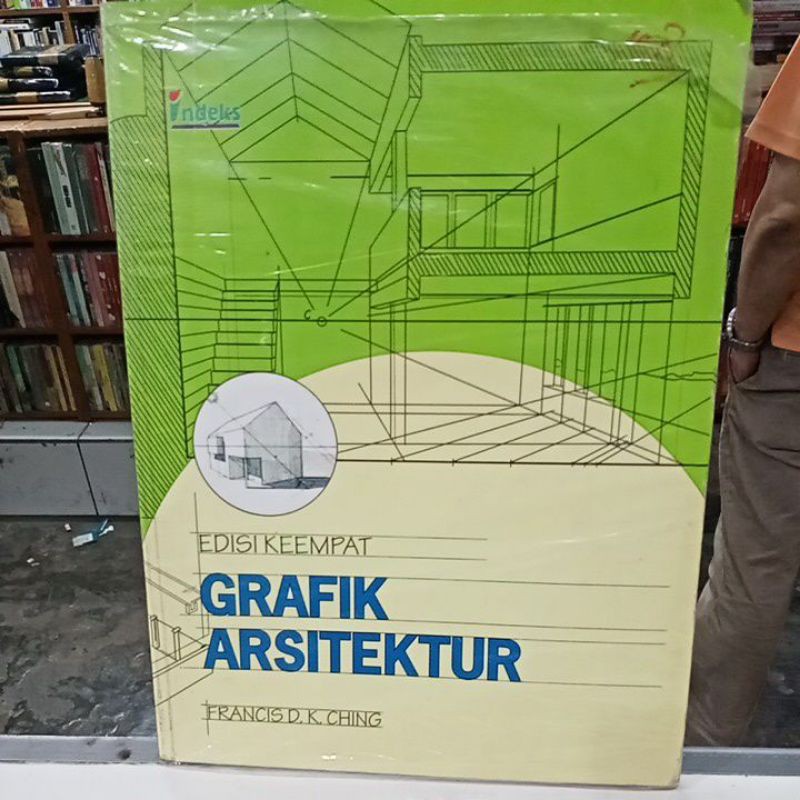 indeks
EDISI KEEMPAT
GRAFIK
ARSITEKTUR
FRANCIS D. K. CHING